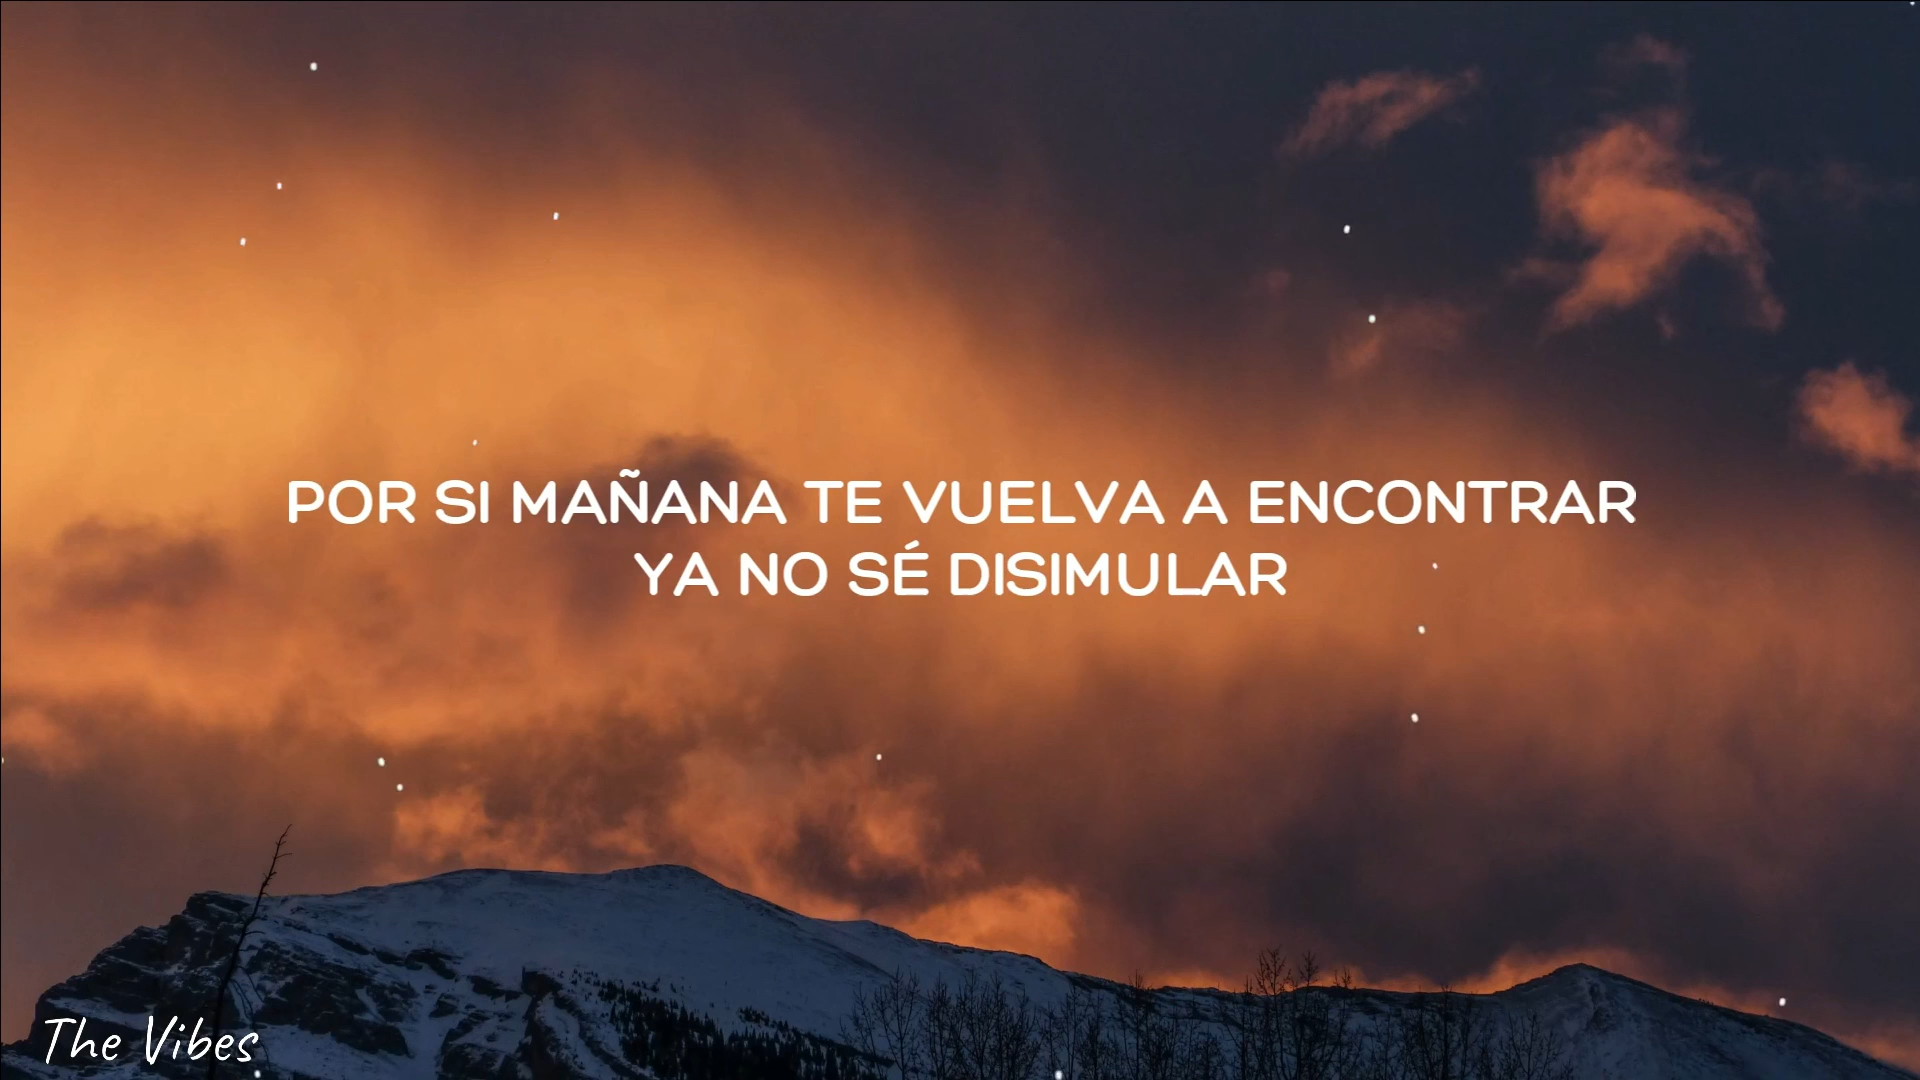 POR SI MAÑANA TE VUELVA A ENCONTRAR
YA NO SÉ DISIMULAR
The Vibes